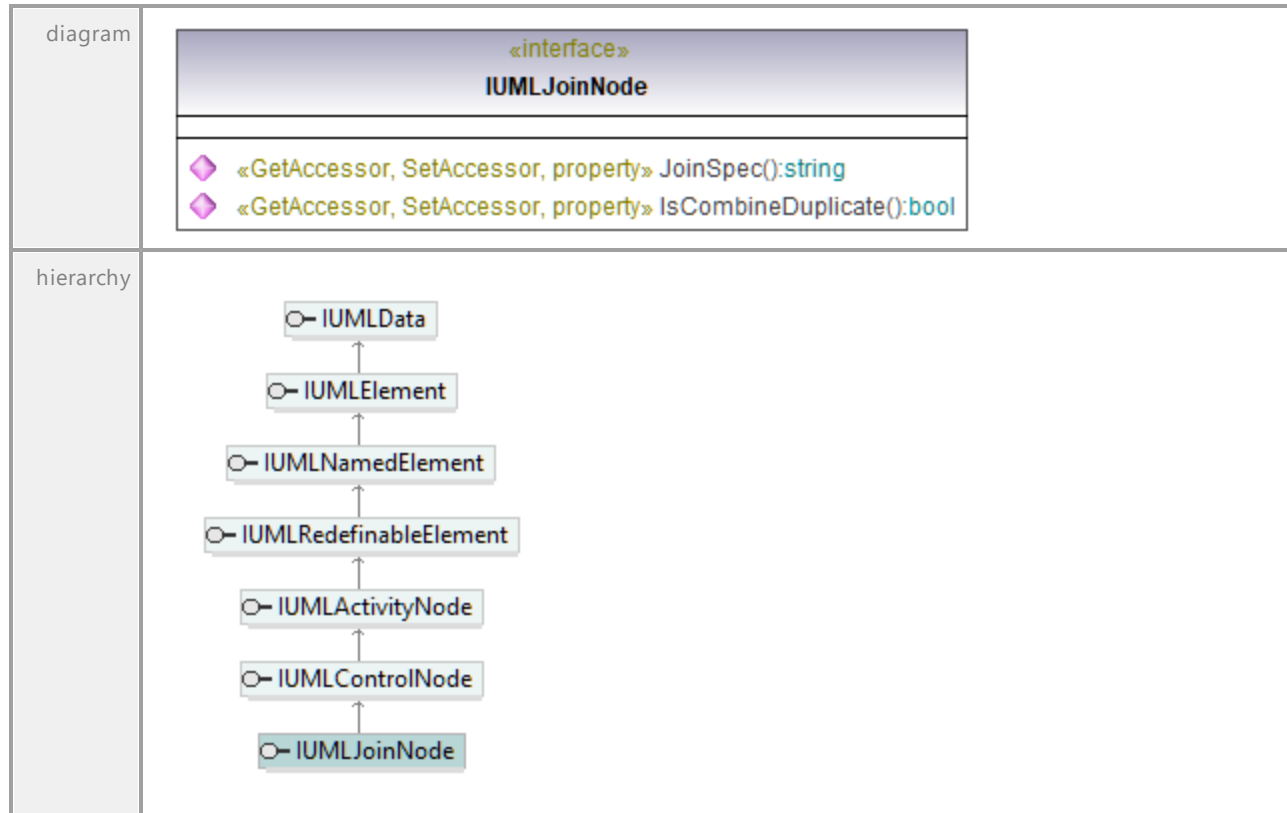 diagram
«interface»
IUMLJoinNode
«GetAccessor, SetAccessor, property» JoinSpec():string
«GetAccessor, SetAccessor, property» IsCombineDuplicate():bool
hierarchy
IUMLData
IUMLElement
IUMLNamedElement
IUMLRedefinableElement
IUMLActivityNode
IUMLControlNode
IUMLJoinNode